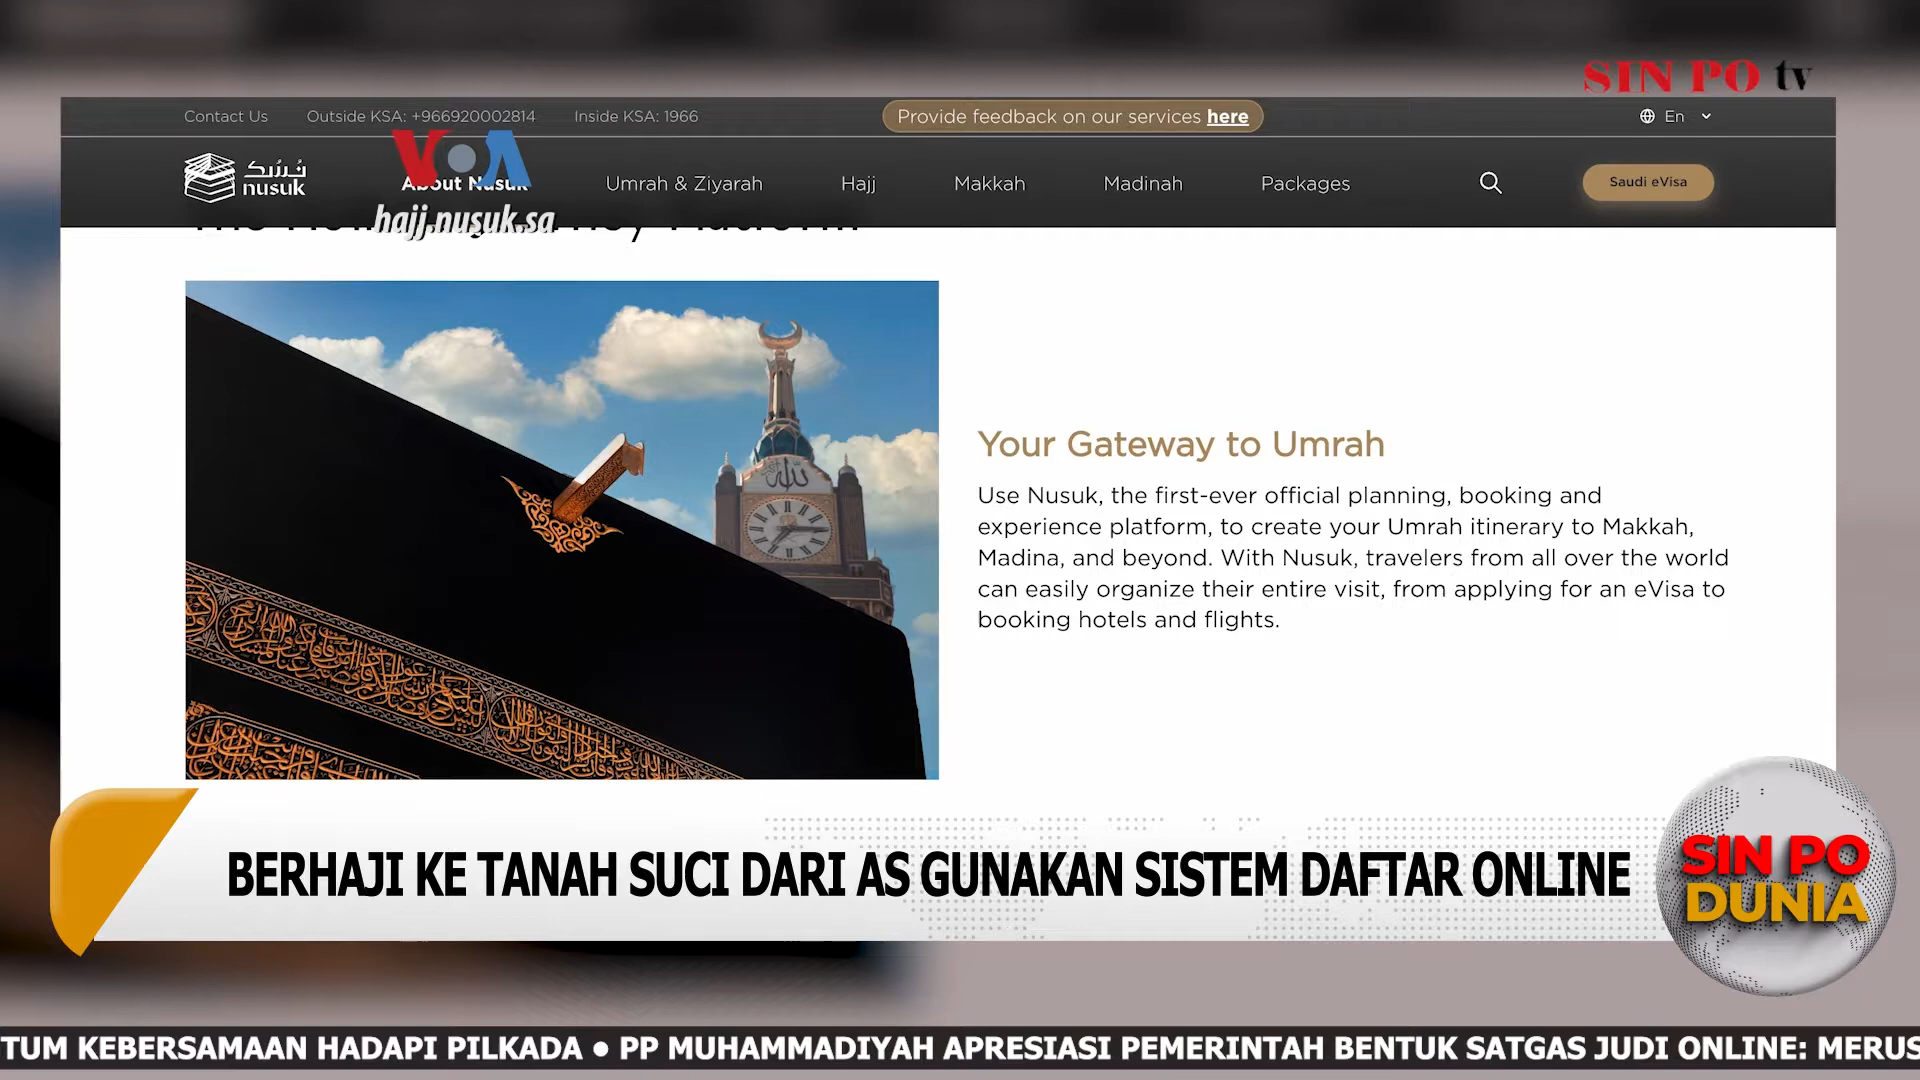 SIN PO tv
Contact Us
Outside KSA: +966920002814
Inside KSA: 1966
Provide feedback on our services here
En
نُسُك
nusuk
VOA
hajj.nusuk.sa
About Nusuk
Umrah & Ziyarah
Hajj
Makkah
Madinah
Packages
Saudi eVisa
Your Gateway to Umrah
Use Nusuk, the first-ever official planning, booking and
experience platform, to create your Umrah itinerary to Makkah,
Madina, and beyond. With Nusuk, travelers from all over the world
can easily organize their entire visit, from applying for an eVisa to
booking hotels and flights.
BERHAJI KE TANAH SUCI DARI AS GUNAKAN SISTEM DAFTAR ONLINE
SIN PO
DUNIA
TUM KEBERSAMAAN HADAPI PILKADA ● PP MUHAMMADIYAH APRESIASI PEMERINTAH BENTUK SATGAS JUDI ONLINE: MERUS